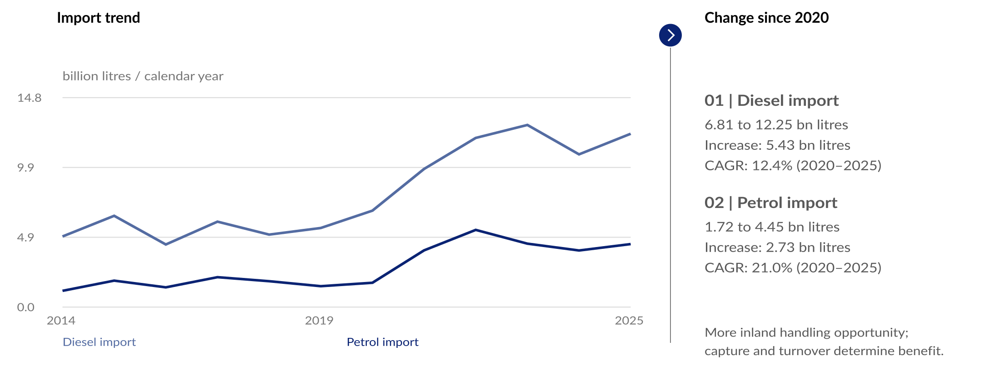 Import trend
billion litres / calendar year
14.8
9.9
4.9
0.0
2014
2019
2025
Diesel import
Petrol import
Change since 2020
01 | Diesel import
6.81 to 12.25 bn litres
Increase: 5.43 bn litres
CAGR: 12.4% (2020–2025)
02 | Petrol import
1.72 to 4.45 bn litres
Increase: 2.73 bn litres
CAGR: 21.0% (2020–2025)
More inland handling opportunity;
capture and turnover determine benefit.